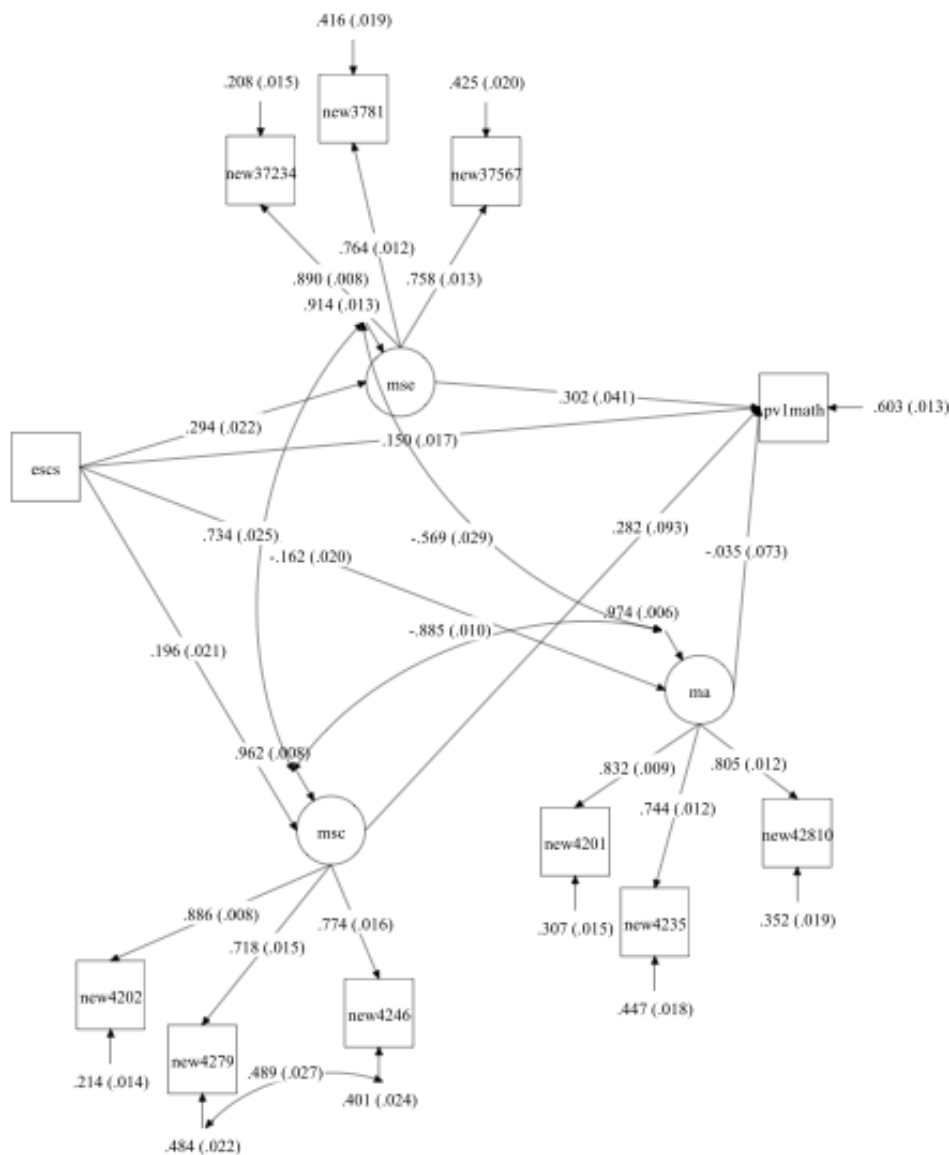 .416 (.019)
.208 (.015)
.425 (.020)
new3781
new37234
new37567
.764 (.012)
.890 (.008)
.758 (.013)
.914 (.013)
mse
.302 (.041)
pv1math
.603 (.013)
.294 (.022)
.150 (.017)
escs
.734 (.025)
-.569 (.029)
.282 (.093)
-.162 (.020)
-.035 (.073)
.974 (.006)
-.885 (.010)
.196 (.021)
ma
.962 (.008)
.832 (.009)
.805 (.012)
.744 (.012)
msc
new4201
new42810
.886 (.008)
.774 (.016)
.718 (.015)
.307 (.015)
new4235
.352 (.019)
new4202
new4246
.447 (.018)
new4279
.489 (.027)
.214 (.014)
.401 (.024)
.484 (.022)